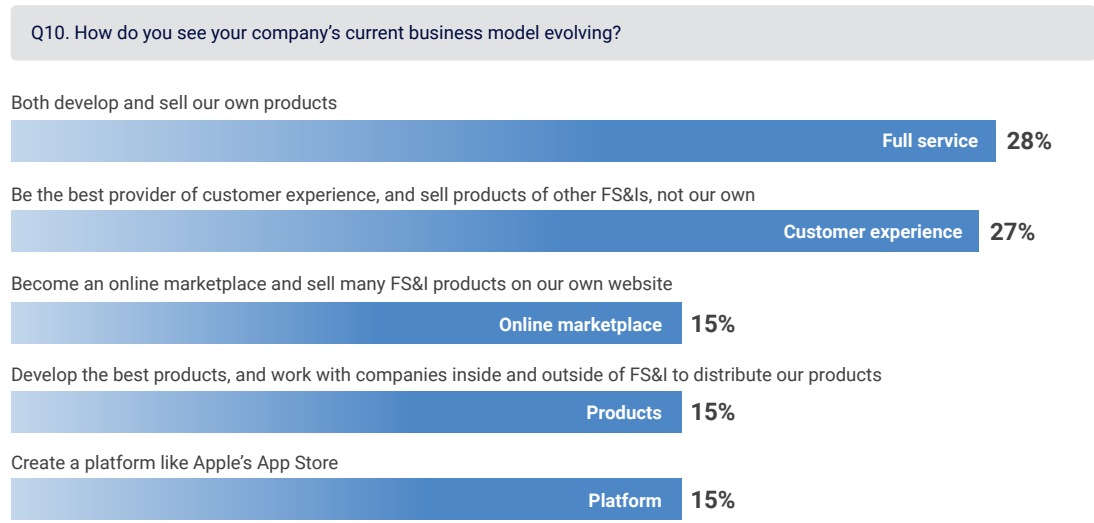 Q10. How do you see your company’s current business model evolving?
Both develop and sell our own products
Full service 28%
Be the best provider of customer experience, and sell products of other FS&Is, not our own
Customer experience 27%
Become an online marketplace and sell many FS&I products on our own website
Online marketplace 15%
Develop the best products, and work with companies inside and outside of FS&I to distribute our products
Products 15%
Create a platform like Apple’s App Store
Platform 15%